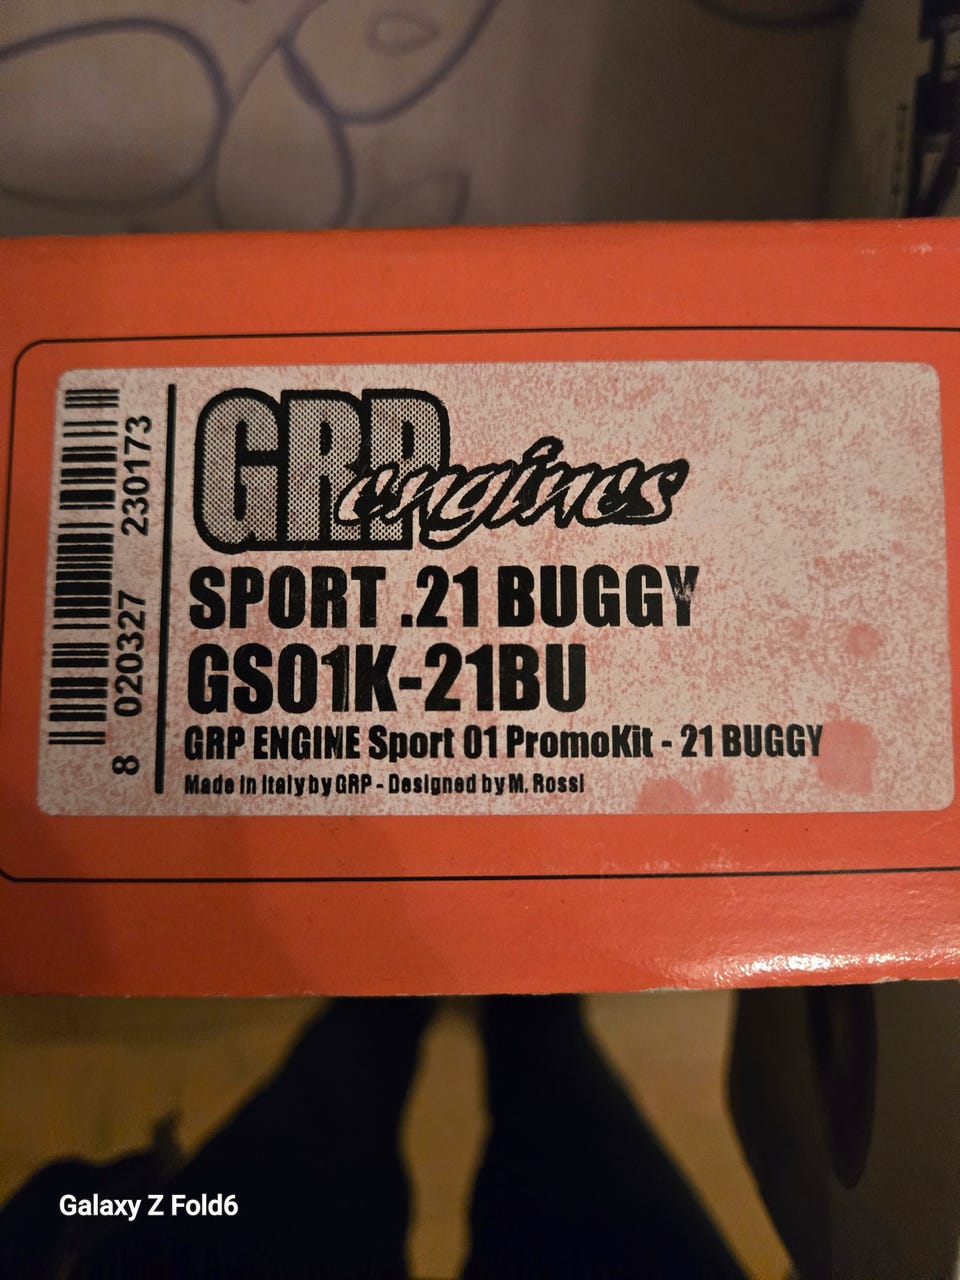 GRP engines
SPORT .21 BUGGY
GS01K-21BU
GRP ENGINE Sport 01 PromoKit - 21 BUGGY
Made in Italy by GRP - Designed by M. Rossi
8 020327 230173
Galaxy Z Fold6